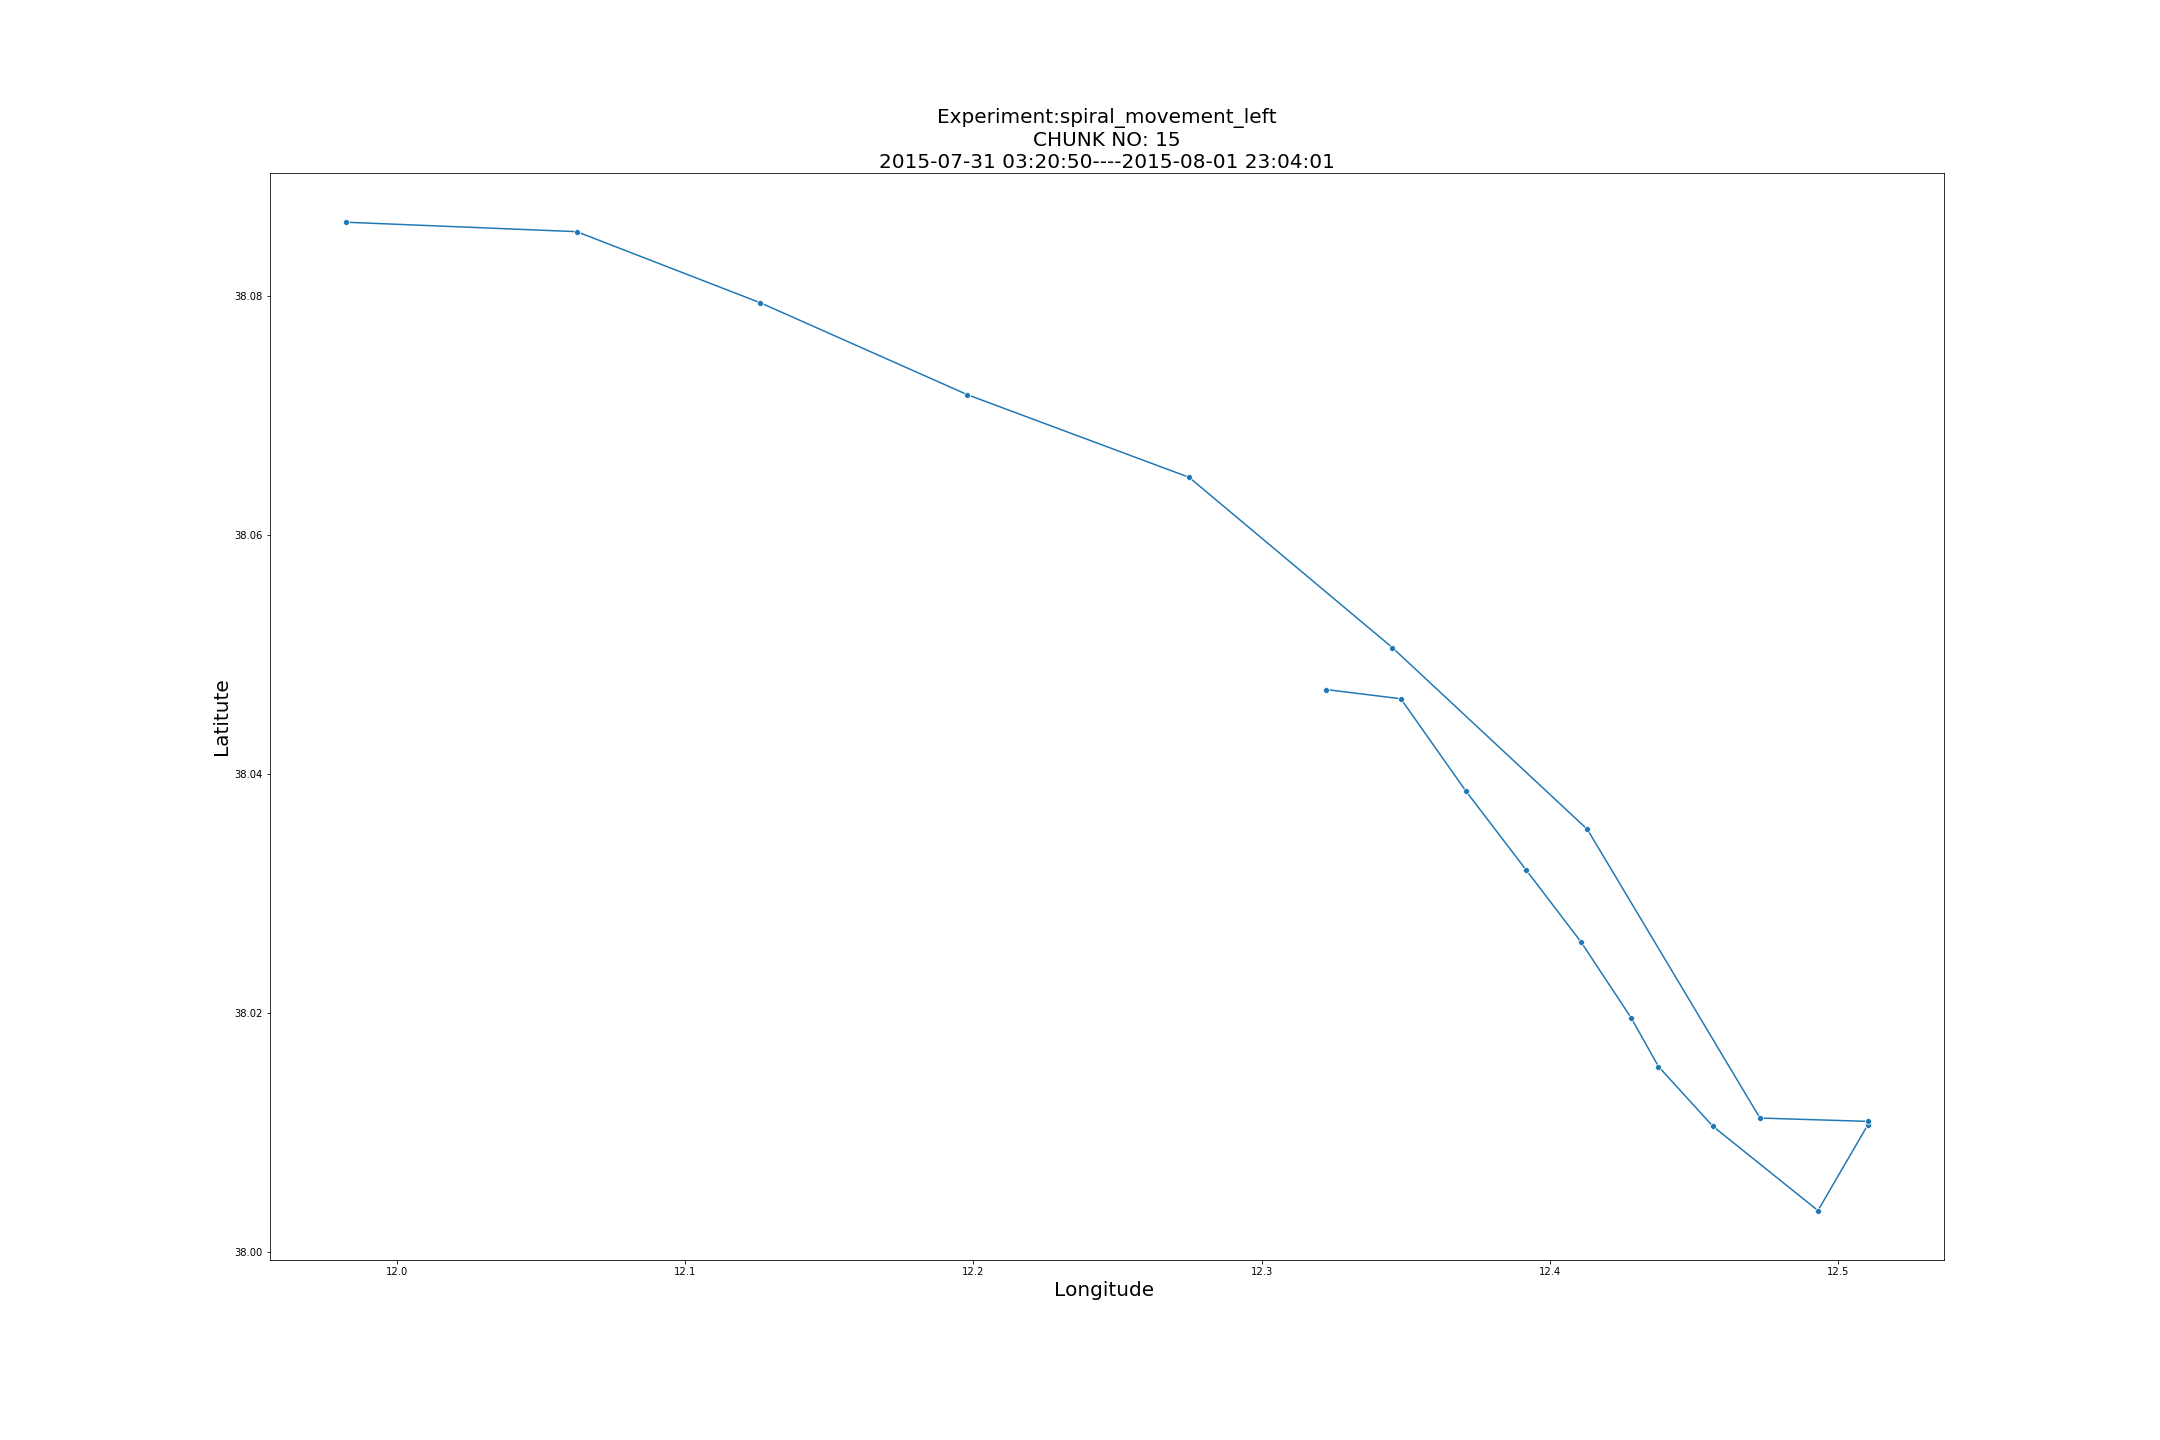 Experiment:spiral_movement_left
CHUNK NO: 15
2015-07-31 03:20:50----2015-08-01 23:04:01
38.08
38.06
38.04
38.02
38.00
Latitute
12.0 12.1 12.2 12.3 12.4 12.5
Longitude